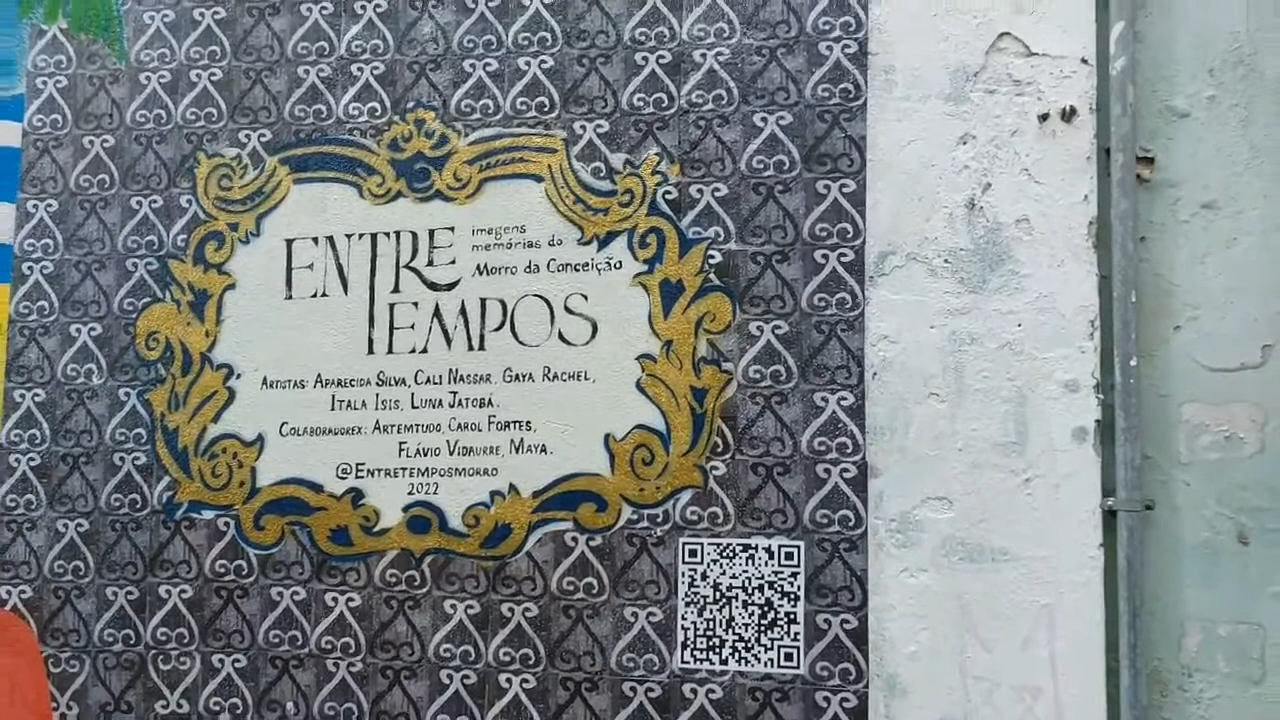 ENTRE imagens
memórias do
Morro da Conceição
TEMPOS
ARTISTAS: APARECIDA SILVA, CALI NASSAR, GAYA RACHEL,
ÍTALA ISIS, LUNA JATOBÁ.
COLABORADOREX: ARTEMTUDO, CAROL FORTES,
FLÁVIO VIDAURRE, MAYA.
@ENTRETEMPOSMORRO
2022